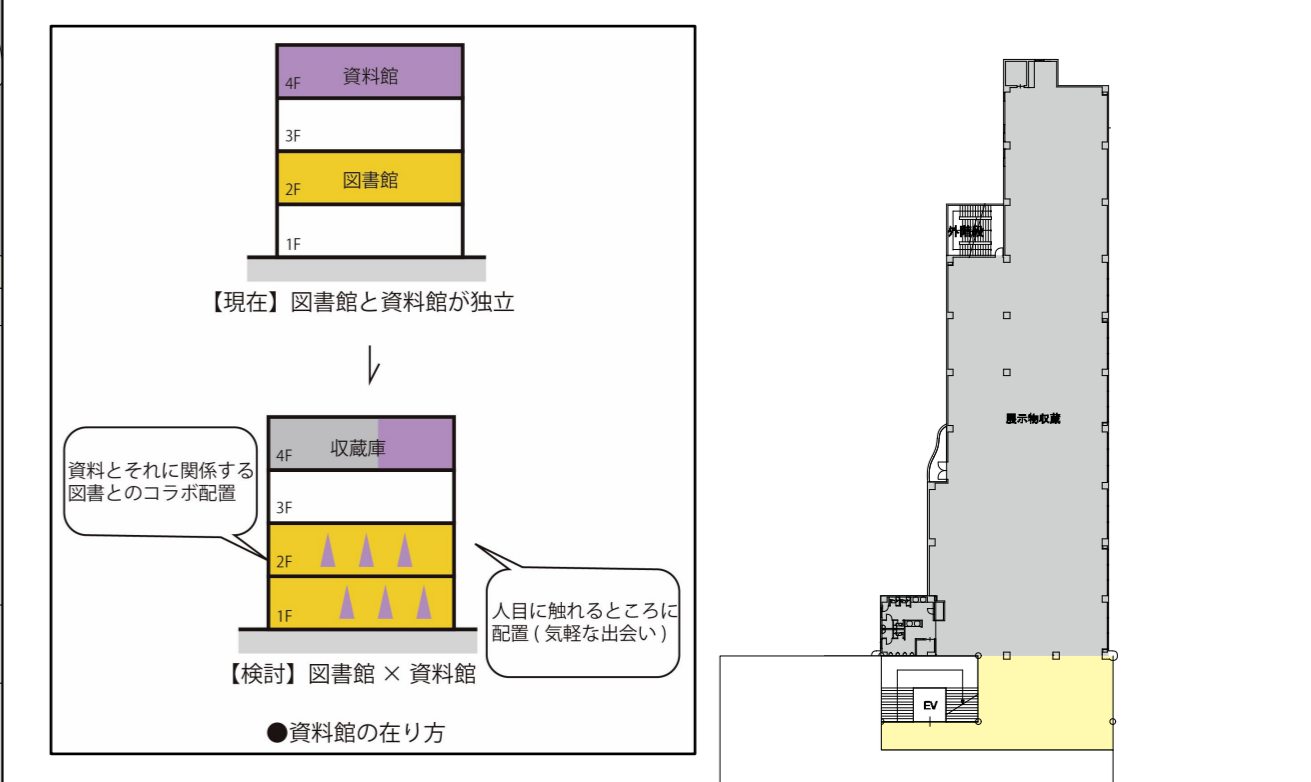 4F 資料館
3F
2F 図書館
1F
【現在】図書館と資料館が独立
4F 収蔵庫
3F
2F
1F
資料とそれに関係する
図書とのコラボ配置
人目に触れるところに
配置 ( 気軽な出会い )
【検討】図書館 × 資料館
●資料館の在り方
外階段
展示物収蔵
EV